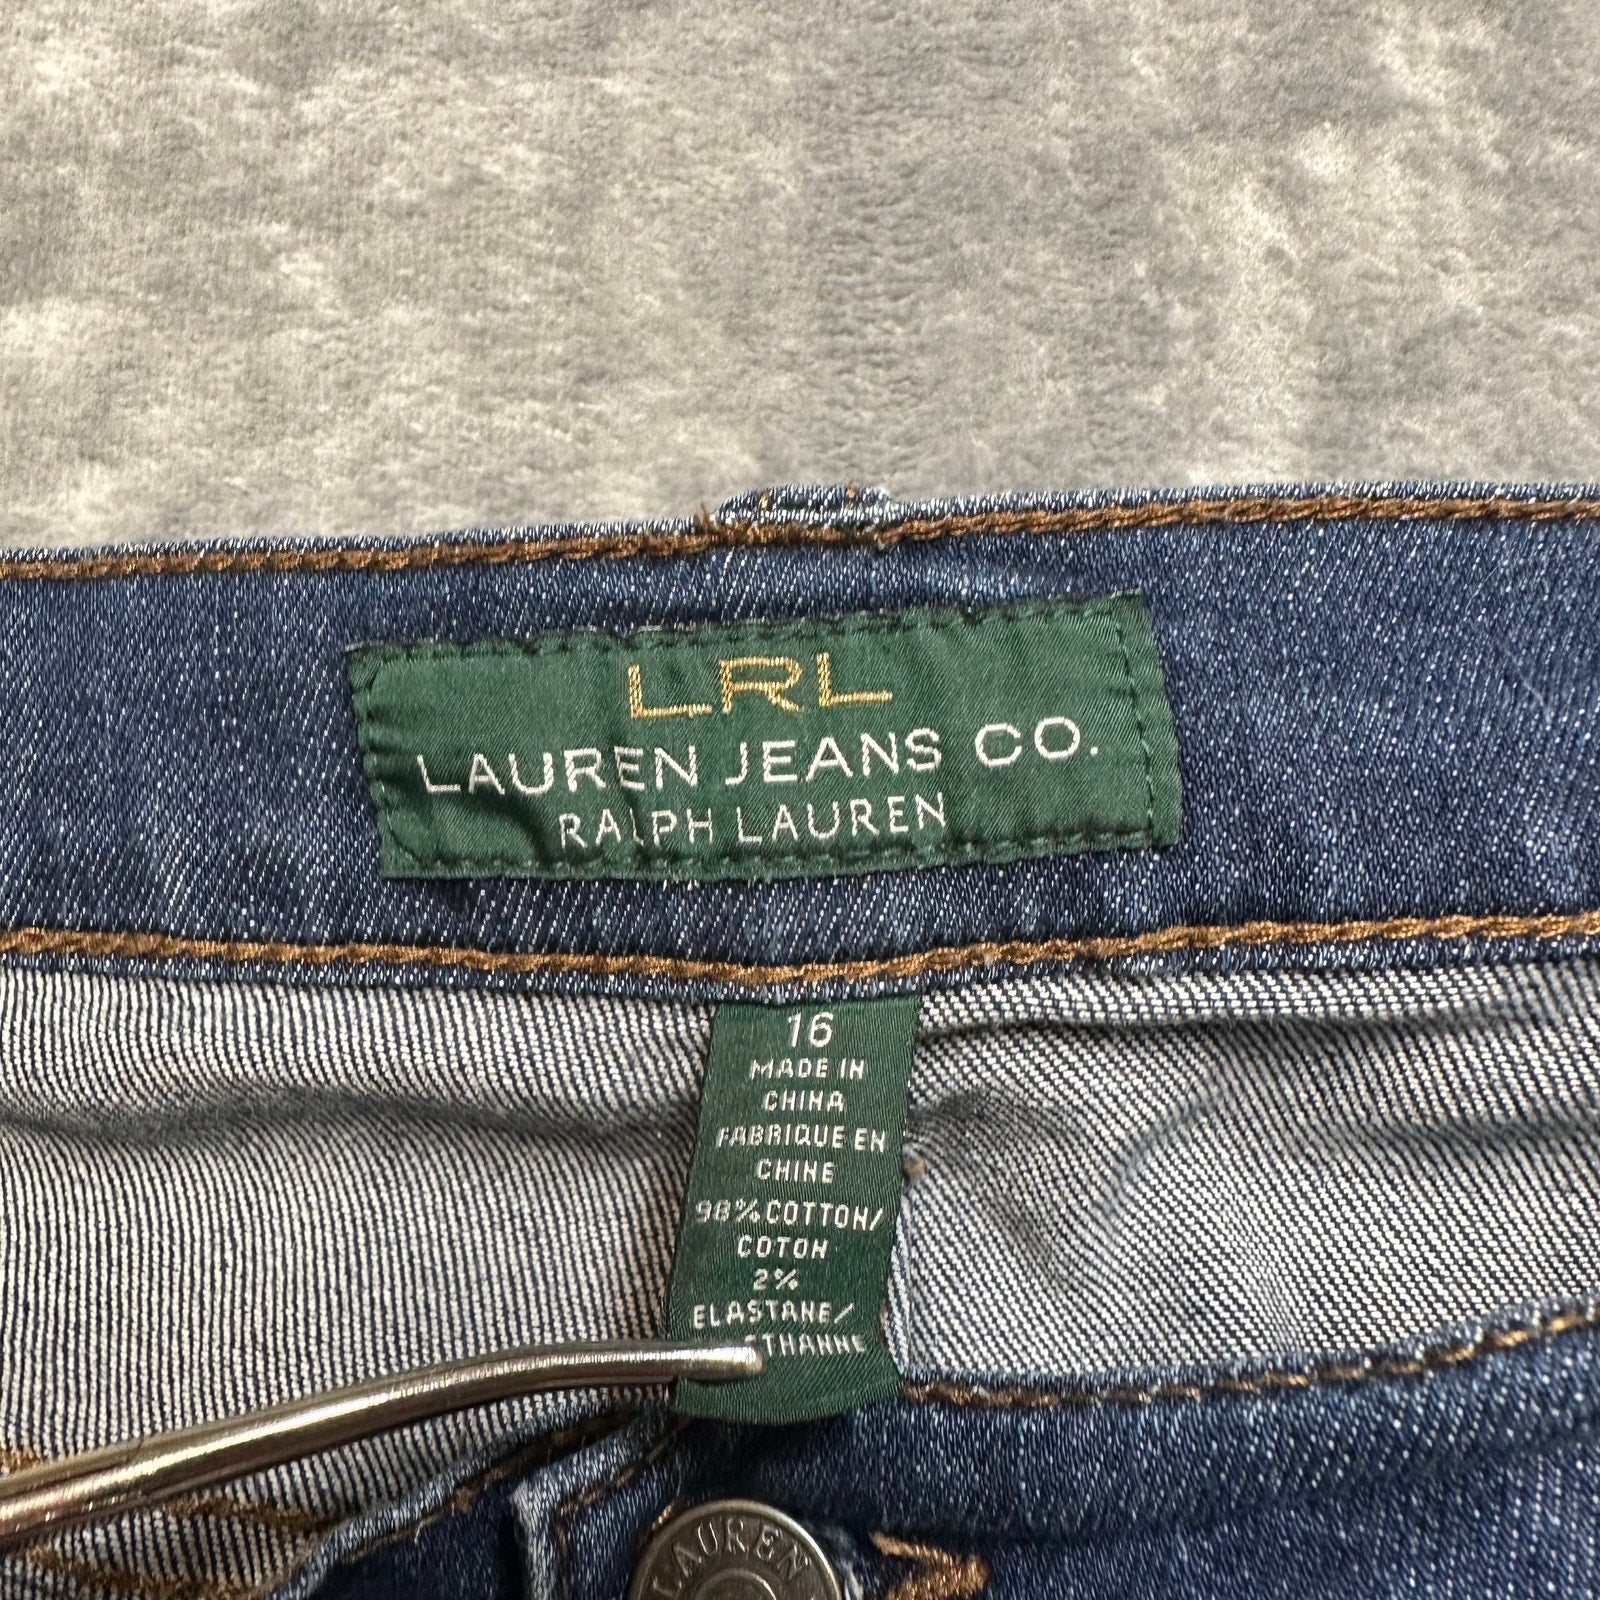 LRL
LAUREN JEANS CO.
RALPH LAUREN
16
MADE IN
CHINA
FABRIQUE EN
CHINE
98% COTTON/
COTON
2%
ELASTANE/
LAUREN